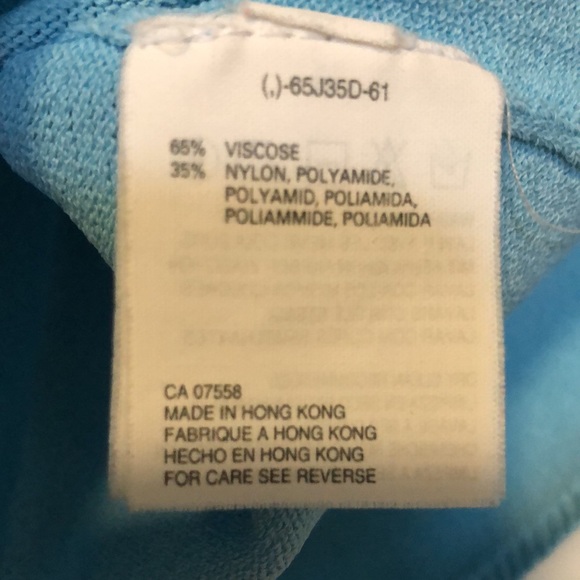 (,)-65J35D-61
65% VISCOSE
35% NYLON, POLYAMIDE,
POLYAMID, POLIAMIDA,
POLIAMMIDE, POLIAMIDA
CA 07558
MADE IN HONG KONG
FABRIQUE A HONG KONG
HECHO EN HONG KONG
FOR CARE SEE REVERSE